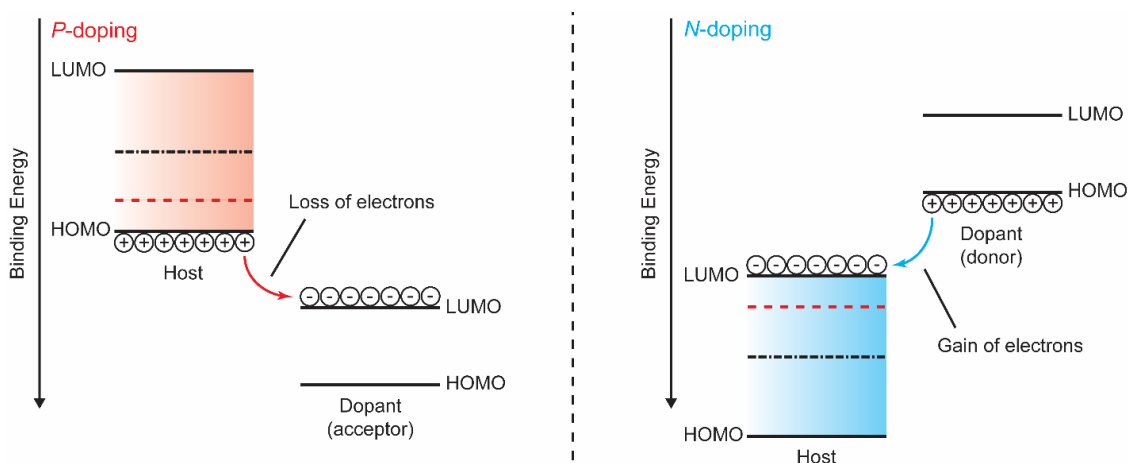 P-doping
LUMO
Binding Energy
Loss of electrons
HOMO
+ + + + + + +
Host
- - - - - - -
LUMO
HOMO
Dopant
(acceptor)
N-doping
LUMO
Binding Energy
HOMO
+ + + + + + +
Dopant
(donor)
- - - - - - -
LUMO
Gain of electrons
HOMO
Host